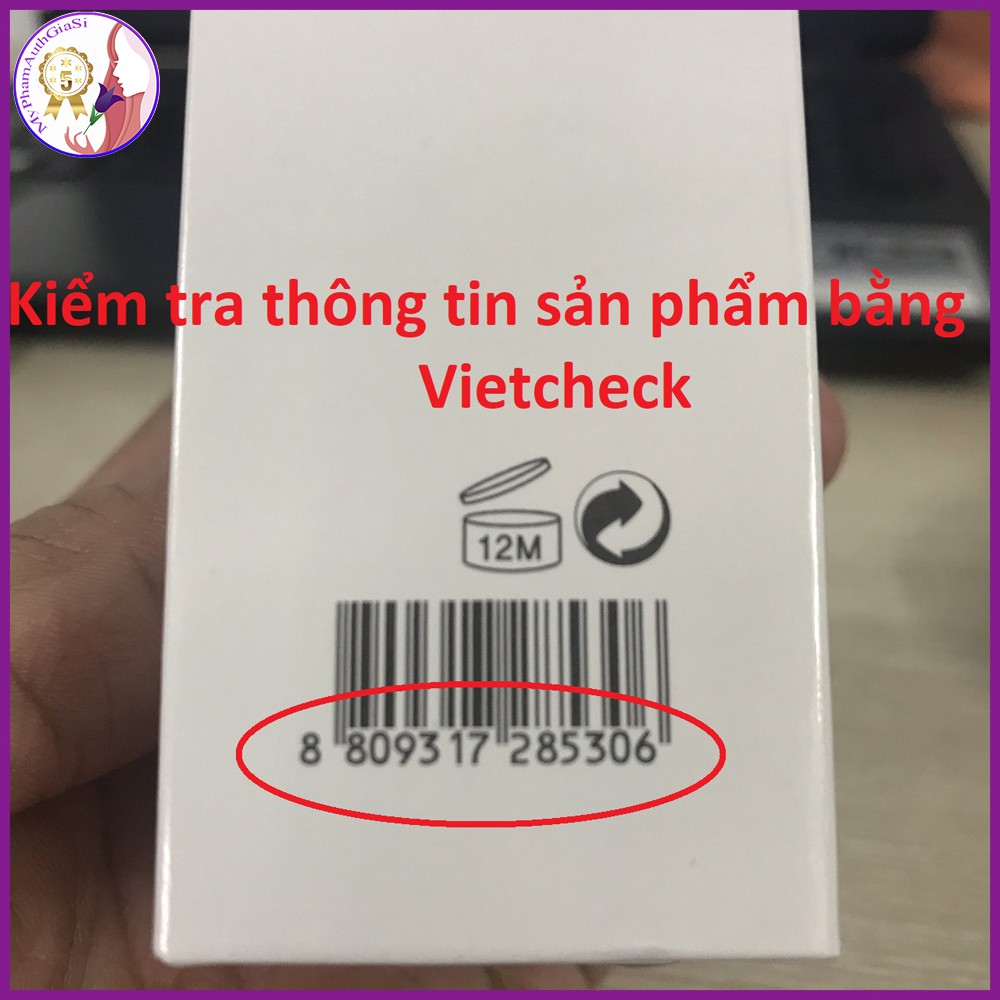 MyPhamAuthGiaSi
5
Kiểm tra thông tin sản phẩm bằng
Vietcheck
12M
8 809317 285306